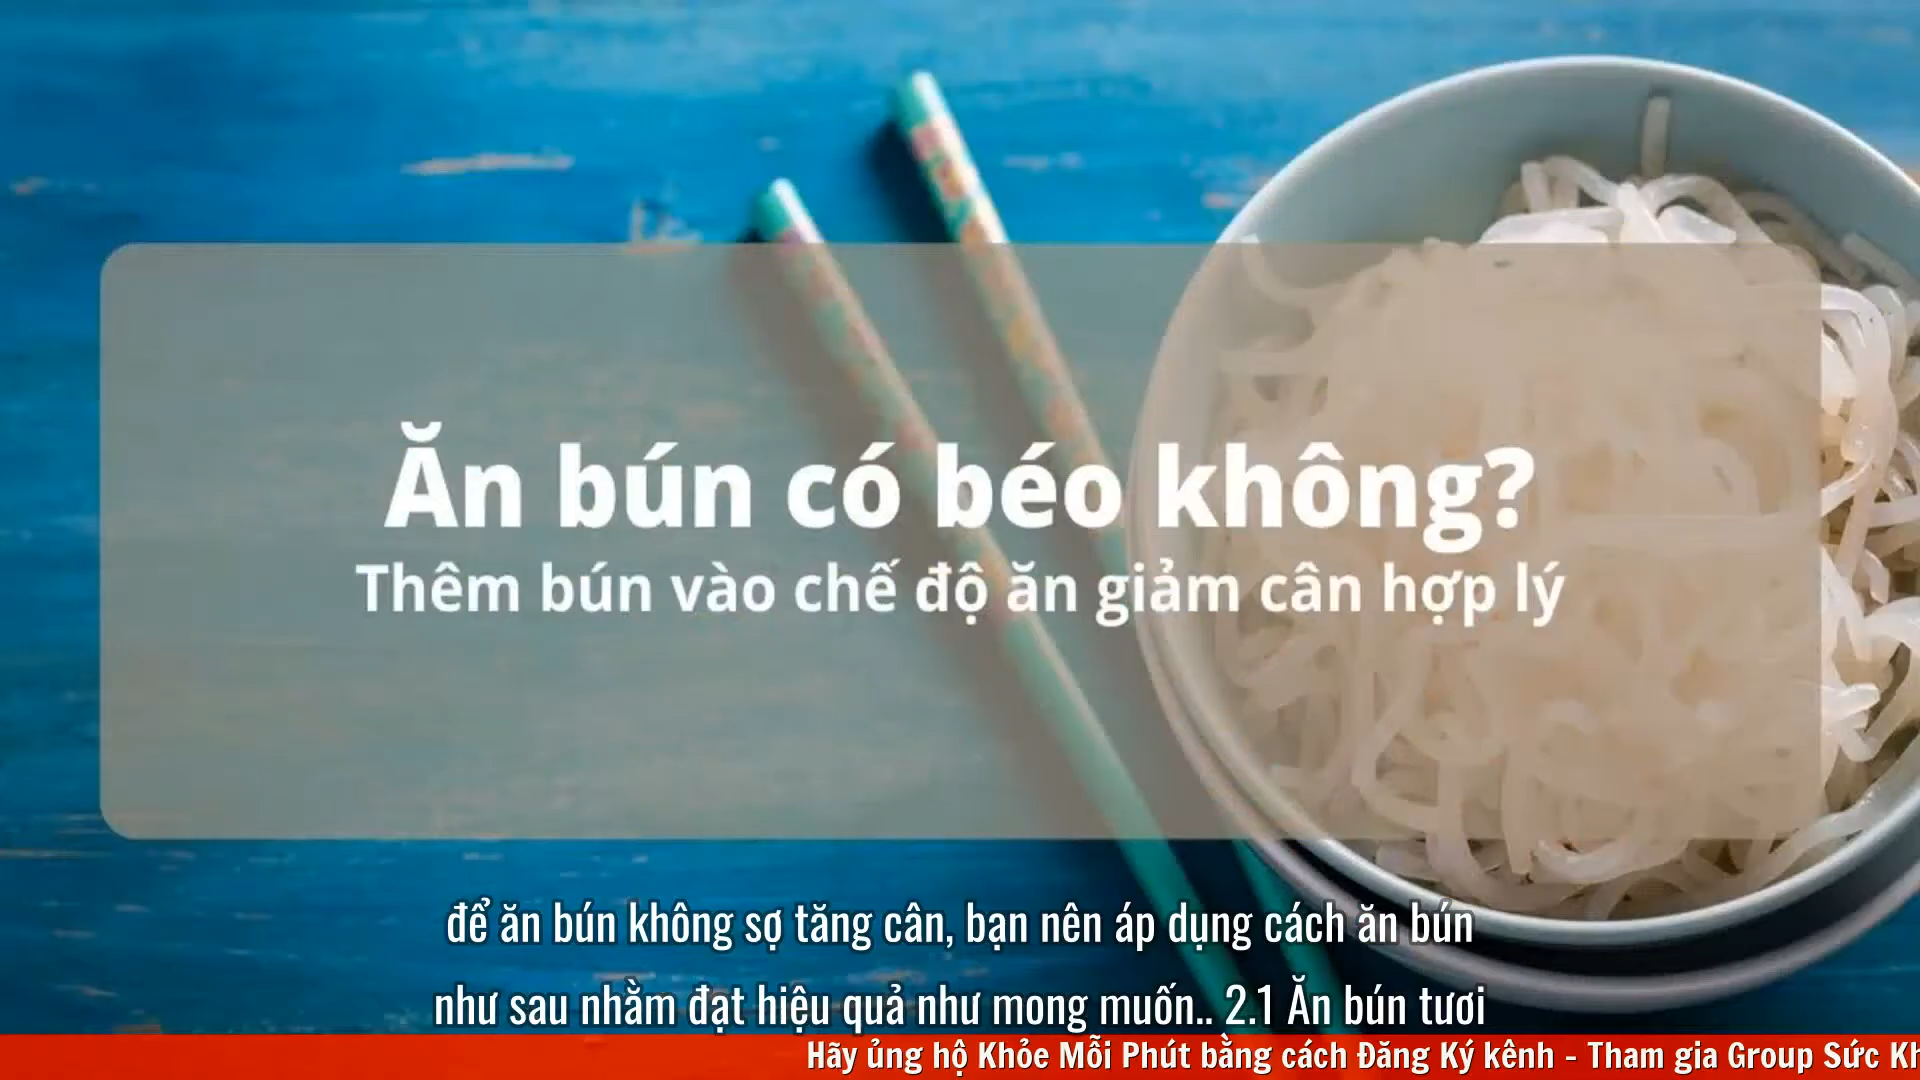 Ăn bún có béo không?
Thêm bún vào chế độ ăn giảm cân hợp lý
để ăn bún không sợ tăng cân, bạn nên áp dụng cách ăn bún
như sau nhằm đạt hiệu quả như mong muốn.. 2.1 Ăn bún tươi
Hãy ủng hộ Khỏe Mỗi Phút bằng cách Đăng Ký kênh - Tham gia Group Sức